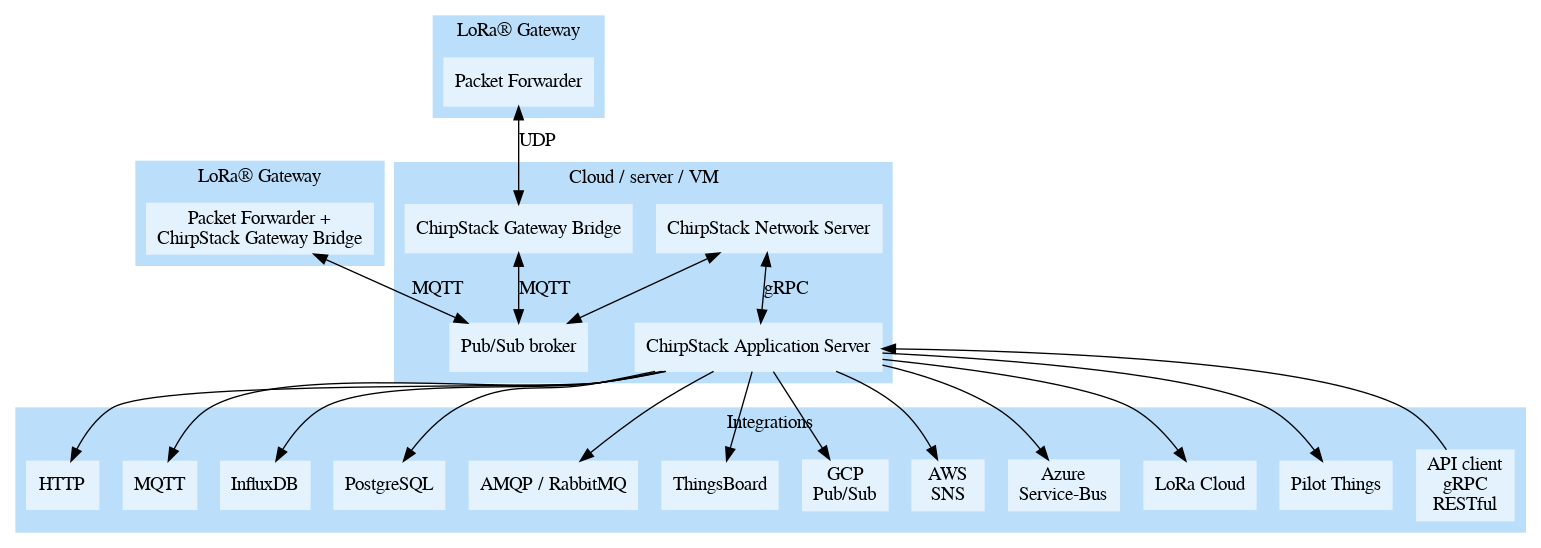 LoRa® Gateway
Packet Forwarder
UDP
LoRa® Gateway
Packet Forwarder +
ChirpStack Gateway Bridge
Cloud / server / VM
ChirpStack Gateway Bridge
ChirpStack Network Server
MQTT
MQTT
gRPC
Pub/Sub broker
ChirpStack Application Server
Integrations
HTTP
MQTT
InfluxDB
PostgreSQL
AMQP / RabbitMQ
ThingsBoard
GCP
Pub/Sub
AWS
SNS
Azure
Service-Bus
LoRa Cloud
Pilot Things
API client
gRPC
RESTful